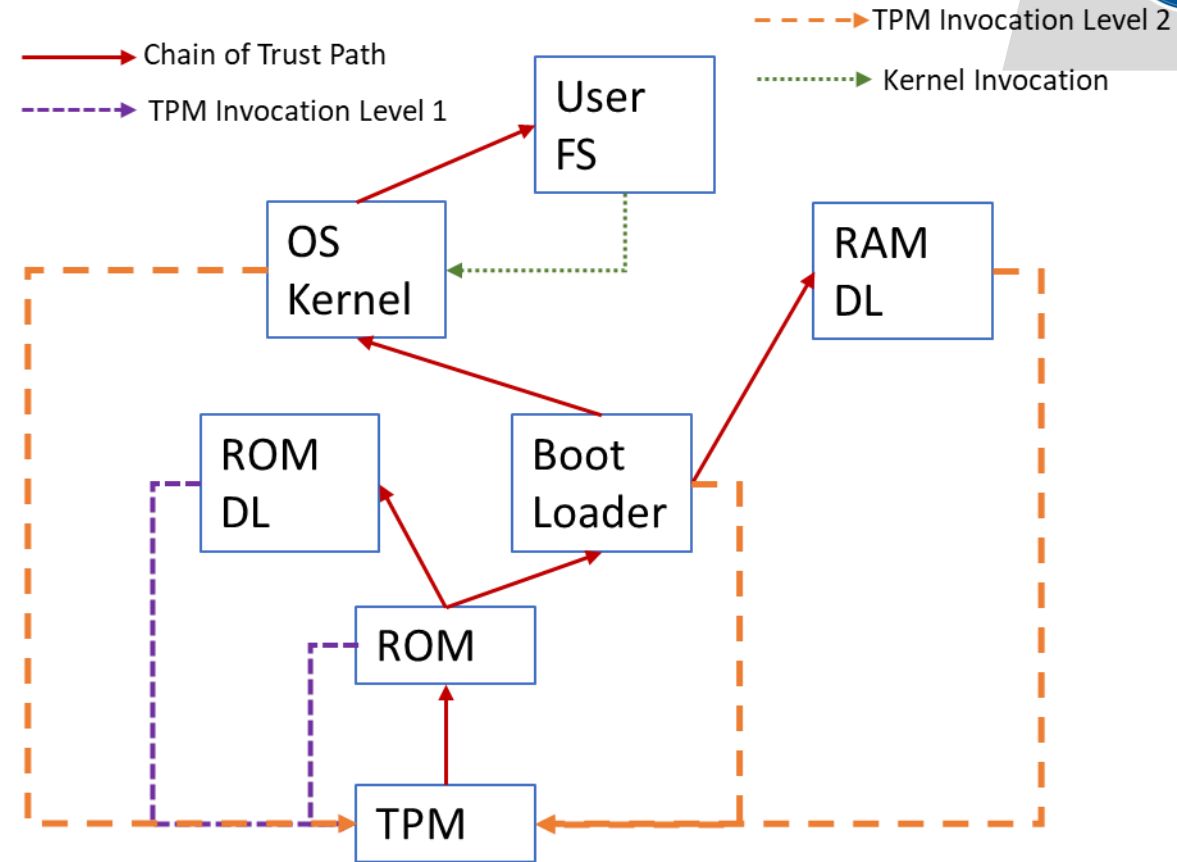 TPM Invocation Level 2
Chain of Trust Path
Kernel Invocation
TPM Invocation Level 1
User
FS
OS
Kernel
RAM
DL
ROM
DL
Boot
Loader
ROM
TPM